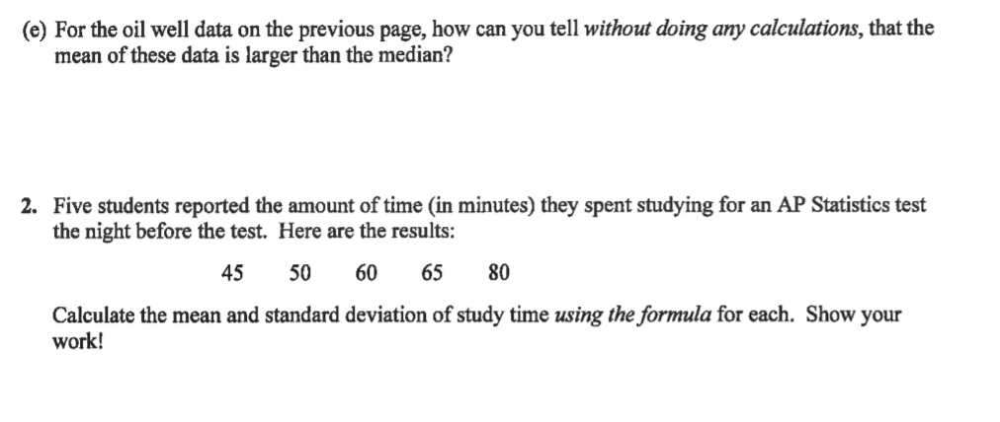 (e) For the oil well data on the previous page, how can you tell without doing any calculations, that the
mean of these data is larger than the median?
2. Five students reported the amount of time (in minutes) they spent studying for an AP Statistics test
the night before the test. Here are the results:
45 50 60 65 80
Calculate the mean and standard deviation of study time using the formula for each. Show your
work!